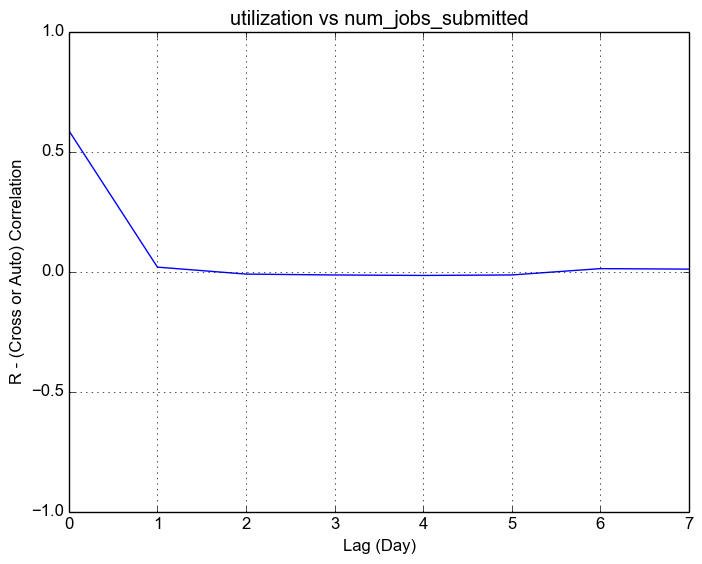 utilization vs num_jobs_submitted
1.0
0.5
0.0
−0.5
−1.0
R - (Cross or Auto) Correlation
0 1 2 3 4 5 6 7
Lag (Day)